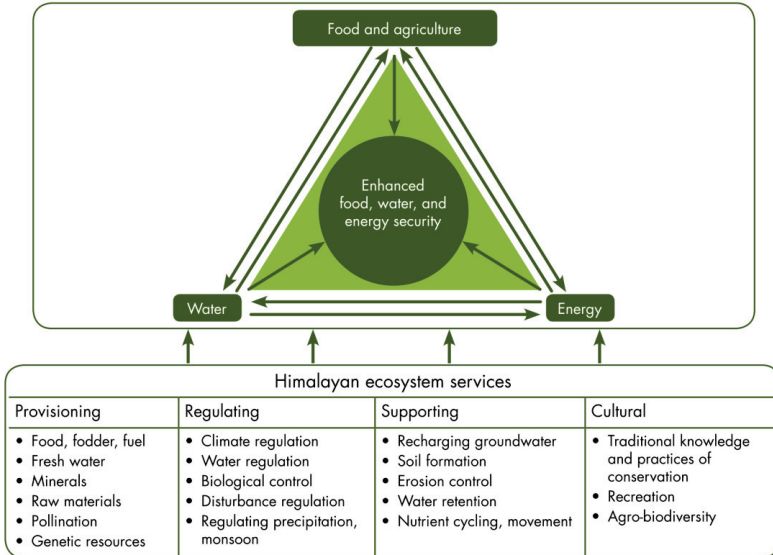 Food and agriculture
Enhanced
food, water, and
energy security
Water
Energy
Himalayan ecosystem services
Provisioning
• Food, fodder, fuel
• Fresh water
• Minerals
• Raw materials
• Pollination
• Genetic resources
Regulating
• Climate regulation
• Water regulation
• Biological control
• Disturbance regulation
• Regulating precipitation,
monsoon
Supporting
• Recharging groundwater
• Soil formation
• Erosion control
• Water retention
• Nutrient cycling, movement
Cultural
• Traditional knowledge
and practices of
conservation
• Recreation
• Agro-biodiversity